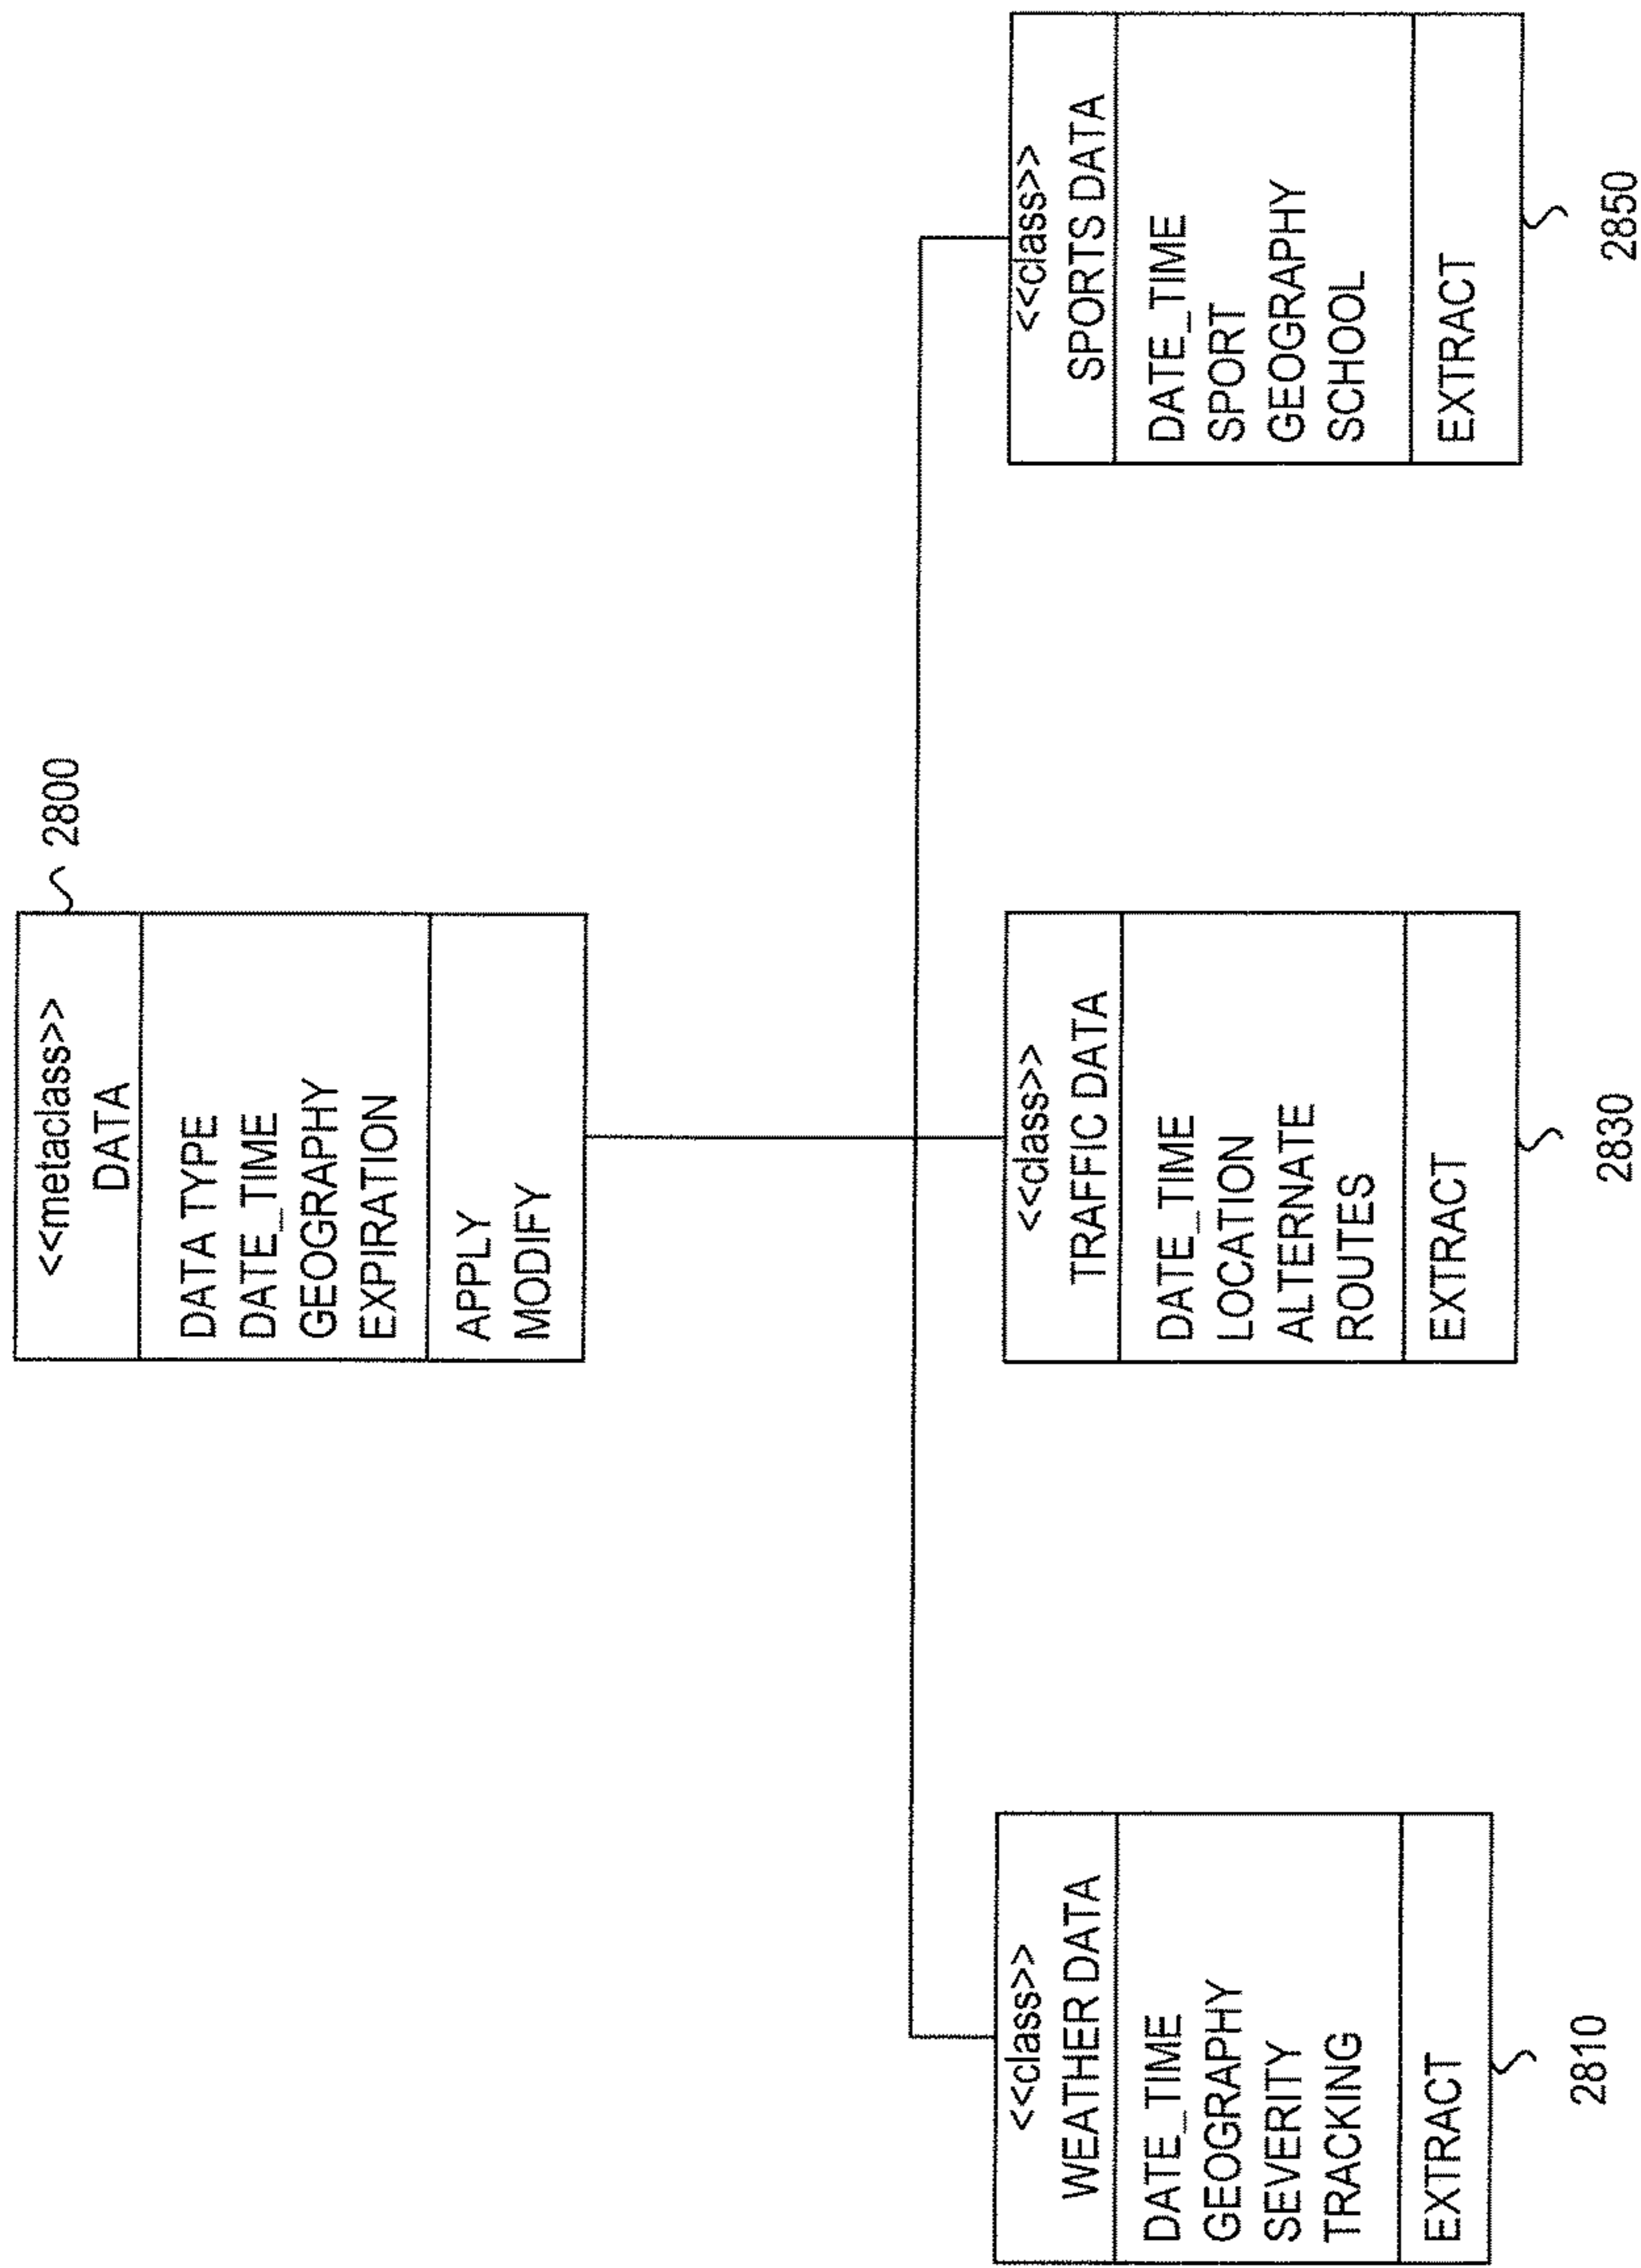 <<metaclass>>
DATA
DATA TYPE
DATE_TIME
GEOGRAPHY
EXPIRATION
APPLY
MODIFY
2800
<<class>>
WEATHER DATA
DATE_TIME
GEOGRAPHY
SEVERITY
TRACKING
EXTRACT
2810
<<class>>
TRAFFIC DATA
DATE_TIME
LOCATION
ALTERNATE
ROUTES
EXTRACT
2830
<<class>>
SPORTS DATA
DATE_TIME
SPORT
GEOGRAPHY
SCHOOL
EXTRACT
2850